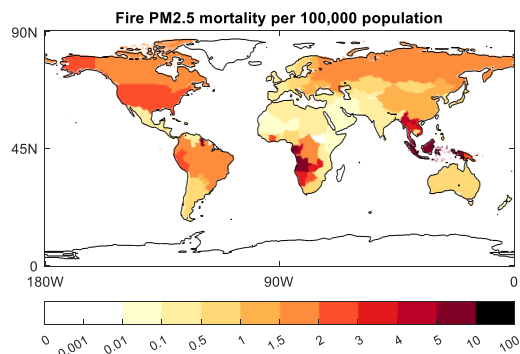 Fire PM2.5 mortality per 100,000 population
90N
45N
0
180W 90W 0
0 0.001 0.01 0.1 0.5 1 1.5 2 3 4 5 10 100